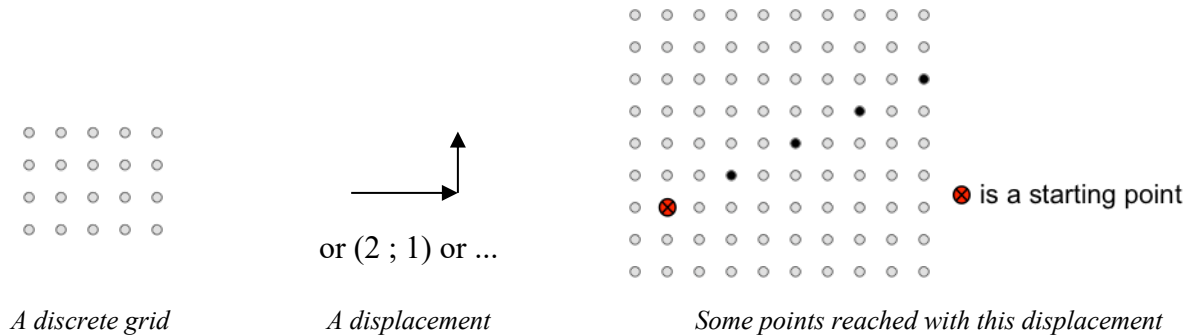 is a starting point
or (2 ; 1) or ...
A discrete grid
A displacement
Some points reached with this displacement